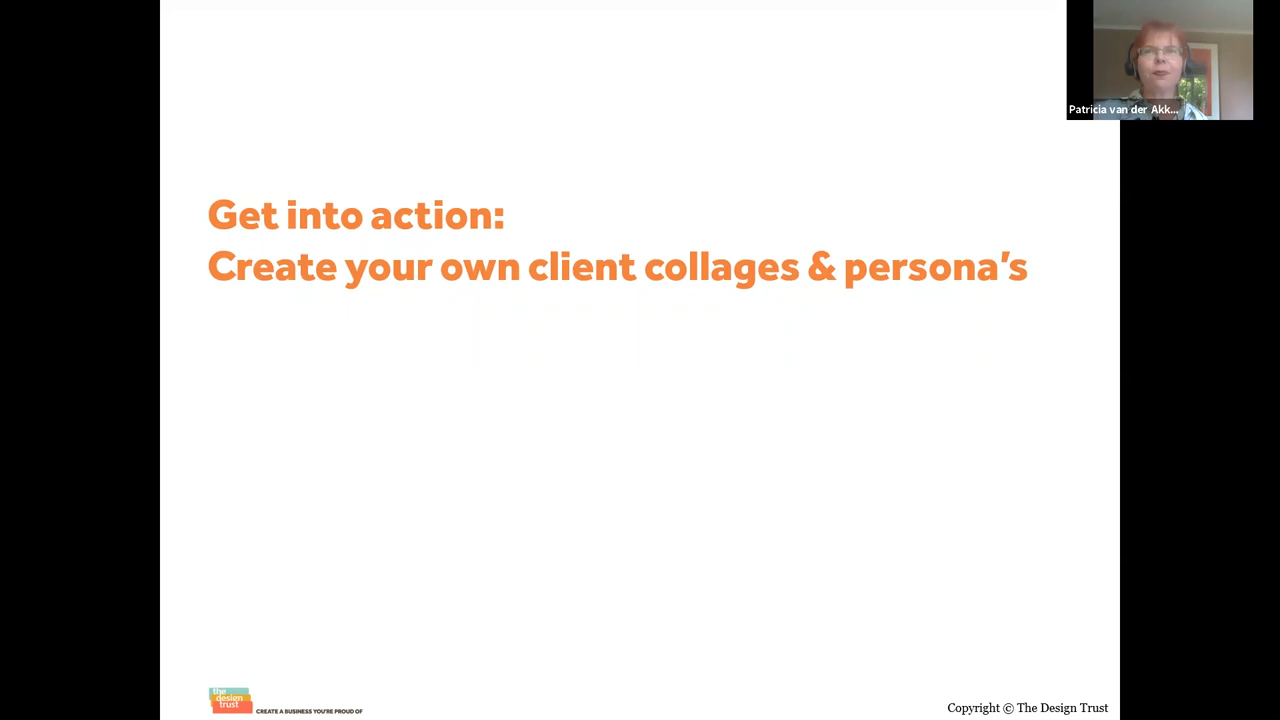 Patricia van der Akk...
Get into action:
Create your own client collages & persona's
the
design
trust
CREATE A BUSINESS YOU'RE PROUD OF
Copyright © The Design Trust